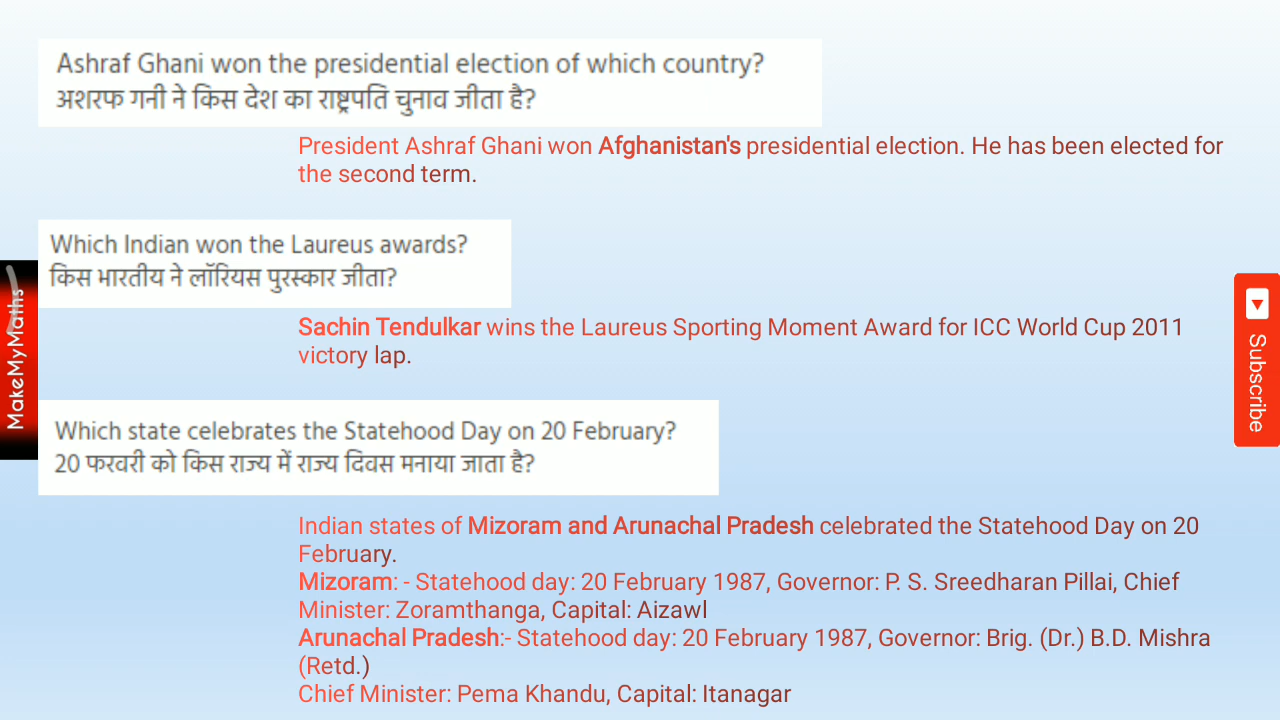 Ashraf Ghani won the presidential election of which country?
अशरफ गनी ने किस देश का राष्ट्रपति चुनाव जीता है?
President Ashraf Ghani won Afghanistan's presidential election. He has been elected for
the second term.
Which Indian won the Laureus awards?
किस भारतीय ने लॉरियस पुरस्कार जीता?
Sachin Tendulkar wins the Laureus Sporting Moment Award for ICC World Cup 2011
victory lap.
Which state celebrates the Statehood Day on 20 February?
20 फरवरी को किस राज्य में राज्य दिवस मनाया जाता है?
Indian states of Mizoram and Arunachal Pradesh celebrated the Statehood Day on 20
February.
Mizoram: - Statehood day: 20 February 1987, Governor: P. S. Sreedharan Pillai, Chief
Minister: Zoramthanga, Capital: Aizawl
Arunachal Pradesh:- Statehood day: 20 February 1987, Governor: Brig. (Dr.) B.D. Mishra
(Retd.)
Chief Minister: Pema Khandu, Capital: Itanagar
MakeMyMaths
Subscribe